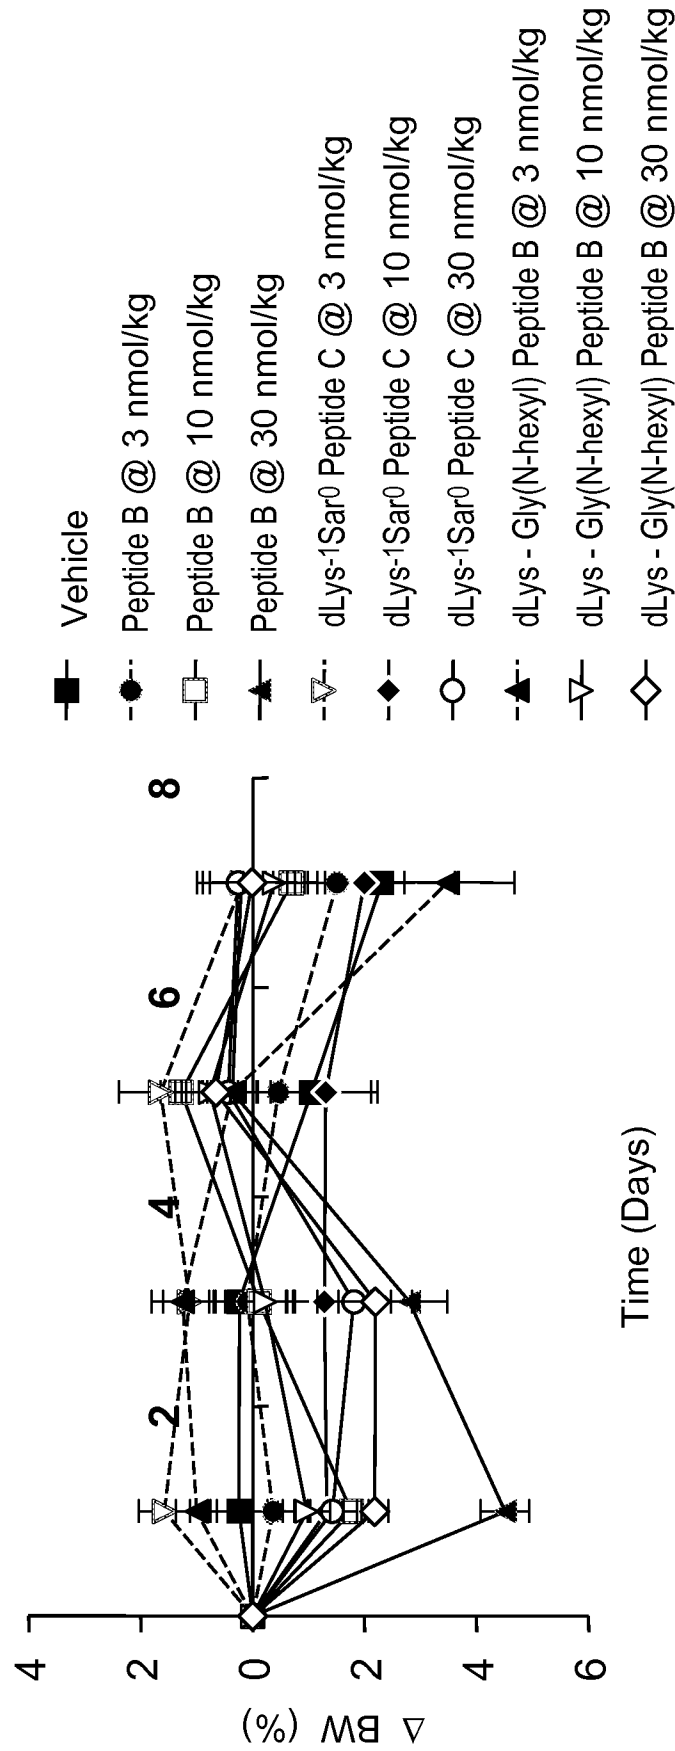 4
2
0
2
4
6
Δ BW (%)
2
4
6
8
Time (Days)
Vehicle
Peptide B @ 3 nmol/kg
Peptide B @ 10 nmol/kg
Peptide B @ 30 nmol/kg
dLys-¹Sar⁰ Peptide C @ 3 nmol/kg
dLys-¹Sar⁰ Peptide C @ 10 nmol/kg
dLys-¹Sar⁰ Peptide C @ 30 nmol/kg
dLys - Gly(N-hexyl) Peptide B @ 3 nmol/kg
dLys - Gly(N-hexyl) Peptide B @ 10 nmol/kg
dLys - Gly(N-hexyl) Peptide B @ 30 nmol/kg